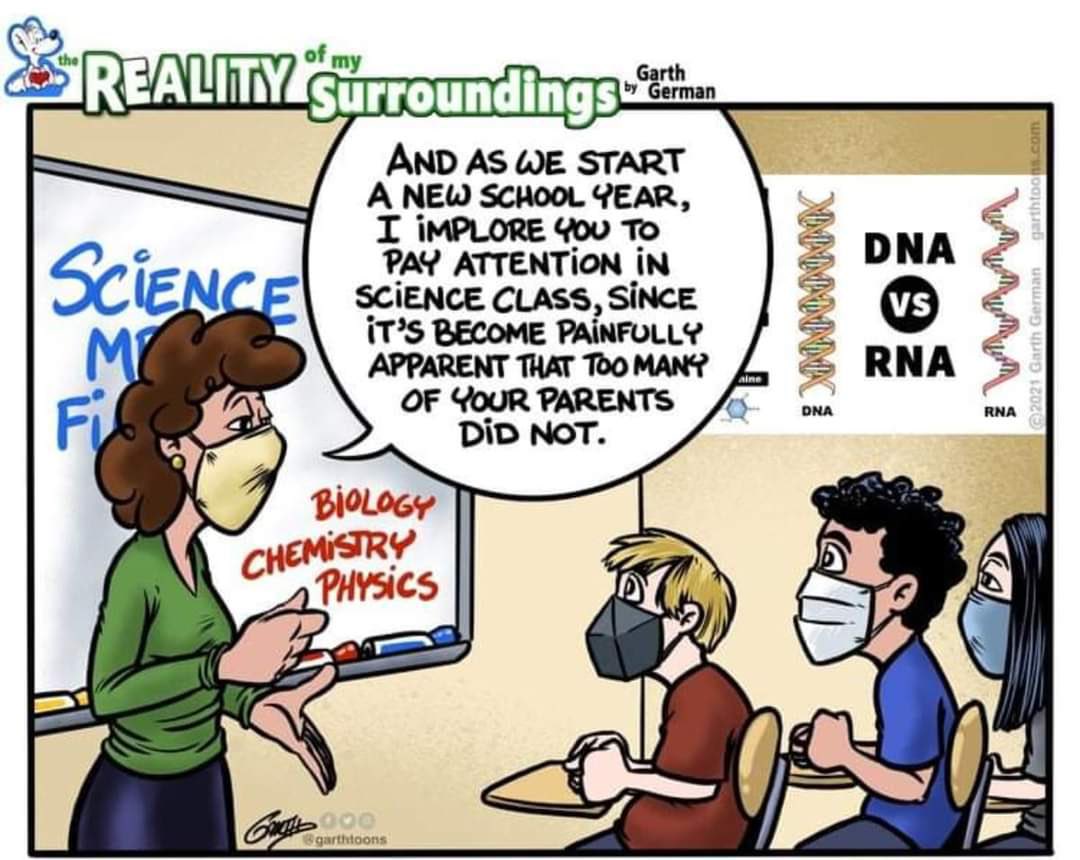 the REALITY of my Surroundings by Garth German
AND AS WE START
A NEW SCHOOL YEAR,
I IMPLORE YOU TO
PAY ATTENTION IN
SCIENCE CLASS, SINCE
IT'S BECOME PAINFULLY
APPARENT THAT TOO MANY
OF YOUR PARENTS
DID NOT.
SCIENCE
Fi
BIOLOGY
CHEMISTRY
PHYSICS
DNA
VS
RNA
DNA
RNA
©2021 Garth German garthtoons.com
Garth
@garthtoons